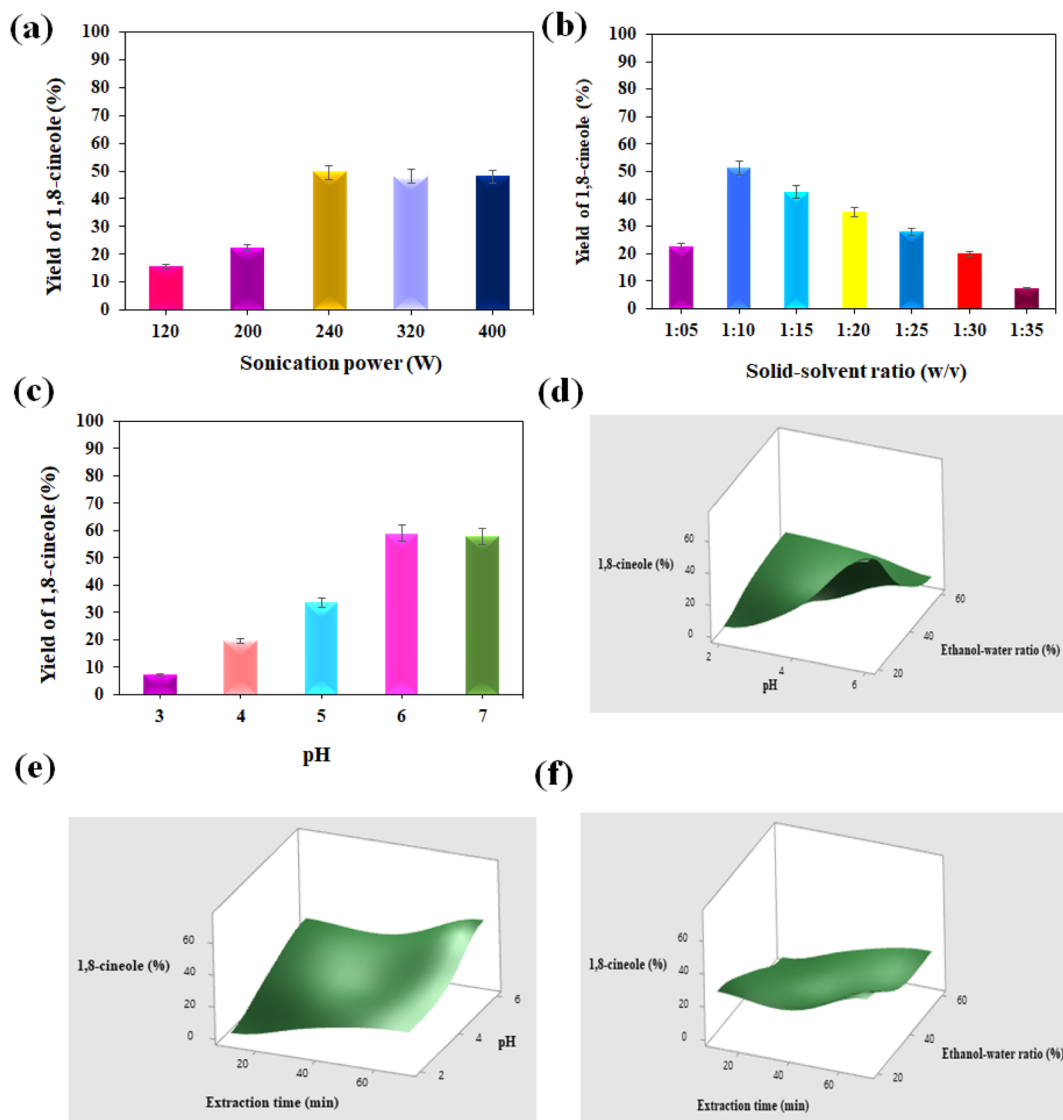 (a)
Yield of 1,8-cineole (%)
100
90
80
70
60
50
40
30
20
10
0
120 200 240 320 400
Sonication power (W)
(b)
Yield of 1,8-cineole (%)
100
90
80
70
60
50
40
30
20
10
0
1:05 1:10 1:15 1:20 1:25 1:30 1:35
Solid-solvent ratio (w/v)
(c)
Yield of 1,8-cineole (%)
100
90
80
70
60
50
40
30
20
10
0
3 4 5 6 7
pH
(d)
1,8-cineole (%)
60
40
20
0
2 4 6
pH
20 40 60
Ethanol-water ratio (%)
(e)
1,8-cineole (%)
60
40
20
0
20 40 60
Extraction time (min)
2 4 6
pH
(f)
1,8-cineole (%)
60
40
20
0
20 40 60
Extraction time (min)
20 40 60
Ethanol-water ratio (%)